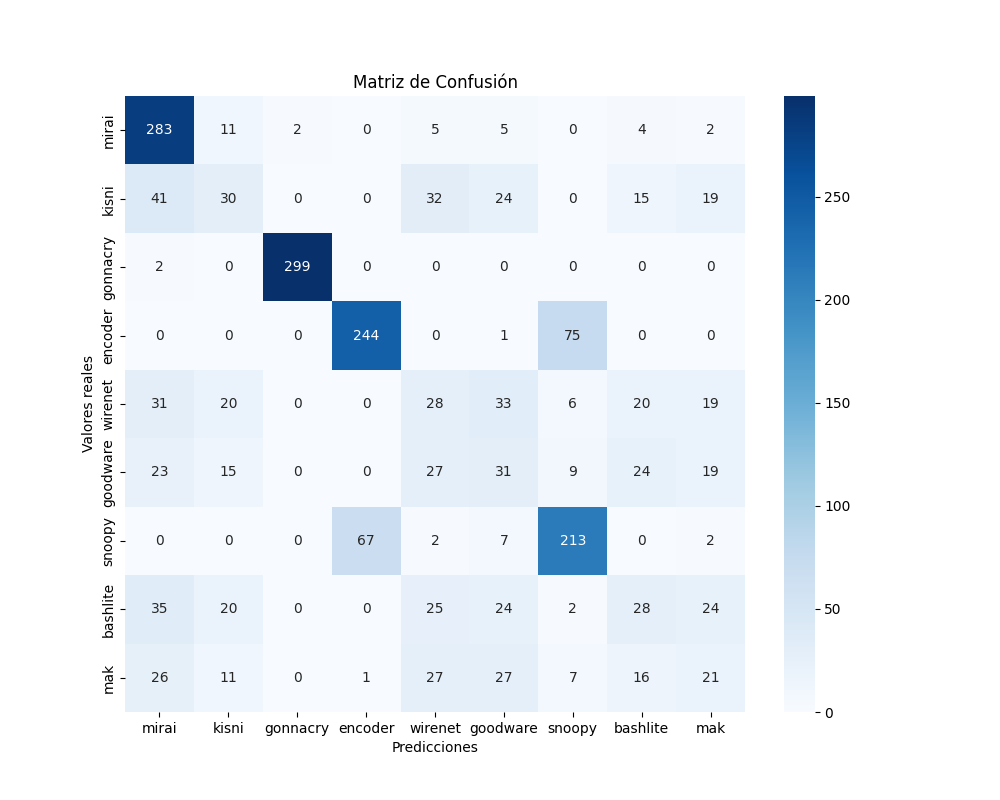 Matriz de Confusión
Valores reales
mirai 283 11 2 0 5 5 0 4 2
kisni 41 30 0 0 32 24 0 15 19
gonnacry 2 0 299 0 0 0 0 0 0
encoder 0 0 0 244 0 1 75 0 0
wirenet 31 20 0 0 28 33 6 20 19
goodware 23 15 0 0 27 31 9 24 19
snoopy 0 0 0 67 2 7 213 0 2
bashlite 35 20 0 0 25 24 2 28 24
mak 26 11 0 1 27 27 7 16 21
mirai kisni gonnacry encoder wirenet goodware snoopy bashlite mak
Predicciones
250
200
150
100
50
0